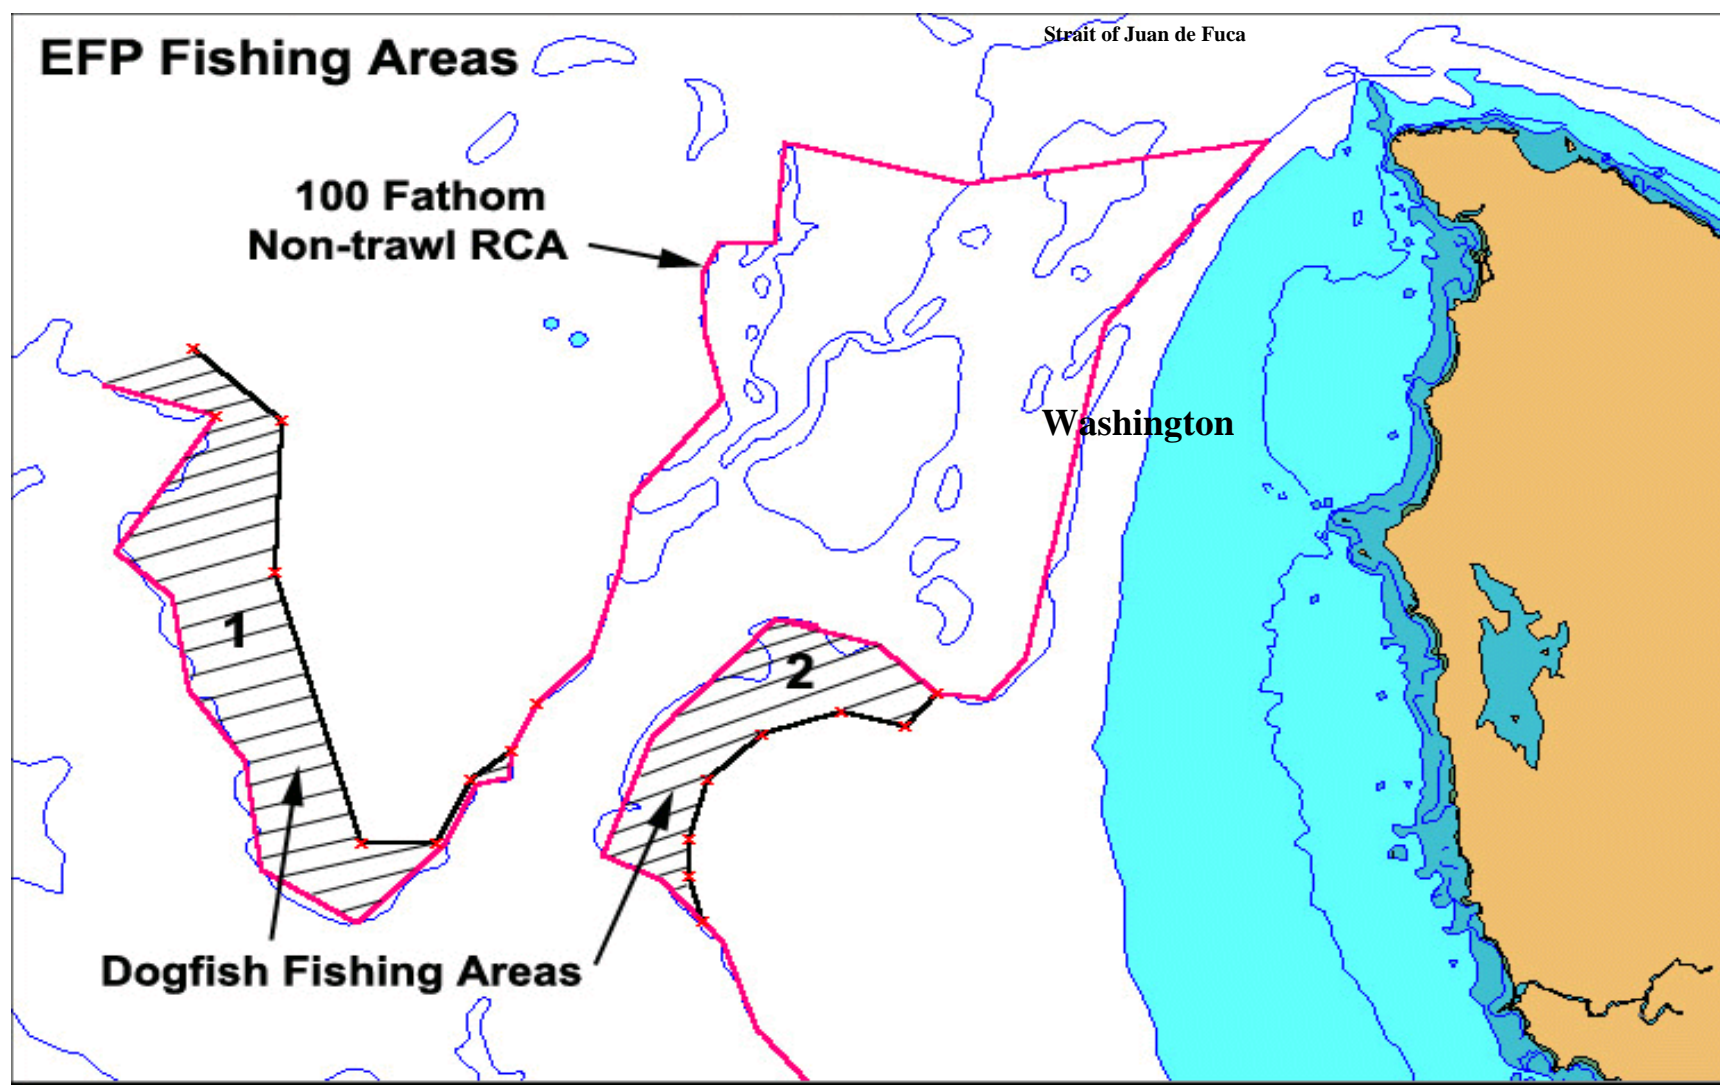 Strait of Juan de Fuca
EFP Fishing Areas
100 Fathom
Non-trawl RCA
Washington
1
2
Dogfish Fishing Areas